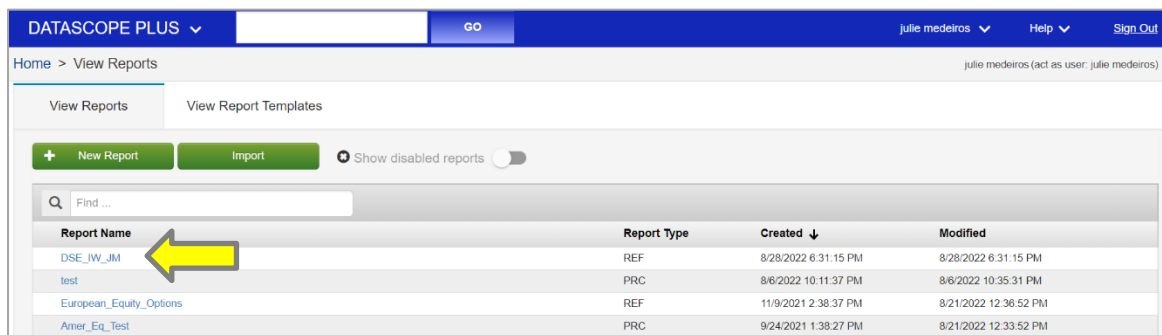 DATASCOPE PLUS GO julie medeiros Help Sign Out
Home > View Reports julie medeiros (act as user: julie medeiros)
View Reports View Report Templates
+ New Report Import Show disabled reports
Find ...
Report Name Report Type Created ↓ Modified
DSE_IW_JM REF 8/28/2022 6:31:15 PM 8/28/2022 6:31:15 PM
test PRC 8/6/2022 10:11:37 PM 8/6/2022 10:35:31 PM
European_Equity_Options REF 11/9/2021 2:38:37 PM 8/21/2022 12:36:52 PM
Amer_Eq_Test PRC 9/24/2021 1:38:27 PM 8/21/2022 12:33:52 PM